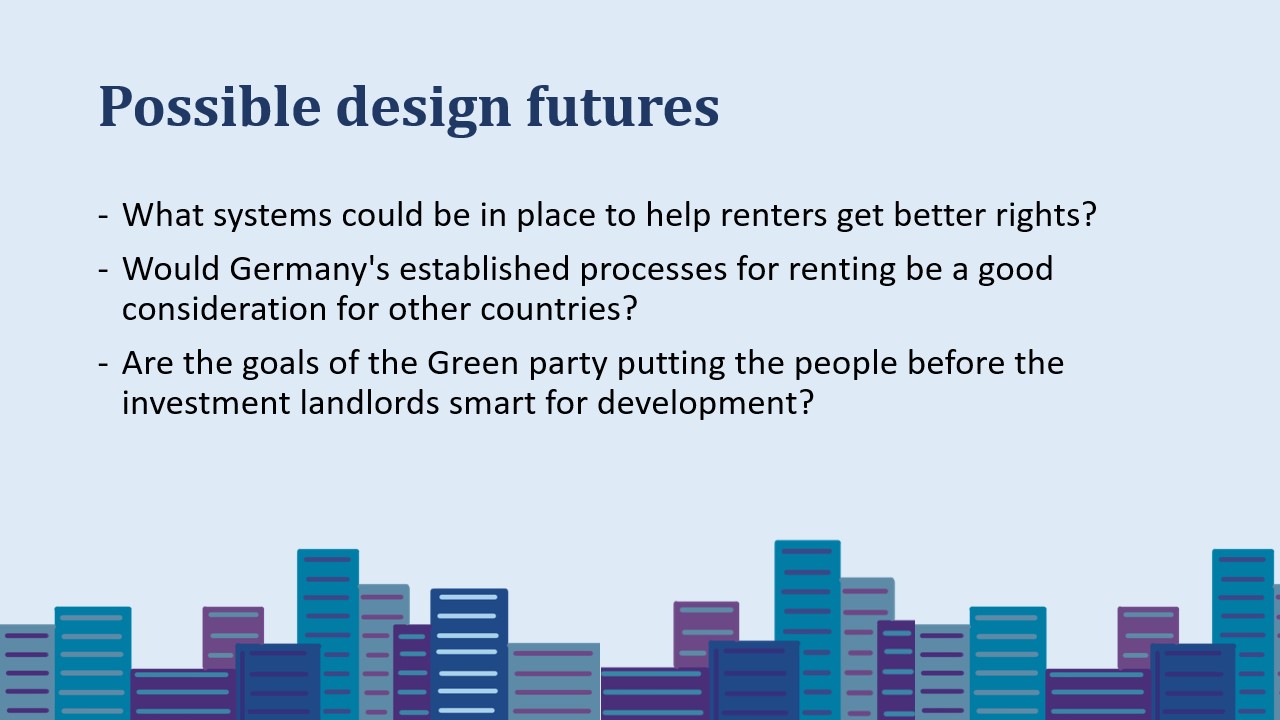 Possible design futures
- What systems could be in place to help renters get better rights?
- Would Germany's established processes for renting be a good
consideration for other countries?
- Are the goals of the Green party putting the people before the
investment landlords smart for development?